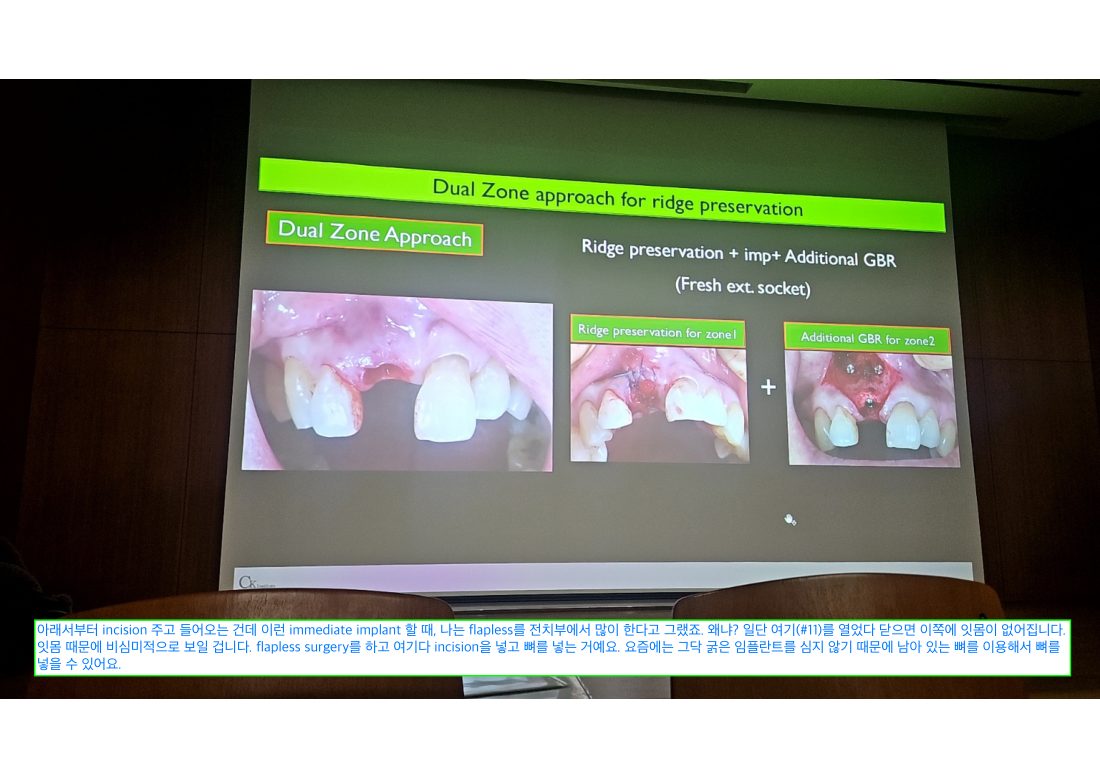 Dual Zone approach for ridge preservation
Dual Zone Approach
Ridge preservation + imp+ Additional GBR
(Fresh ext. socket)
Ridge preservation for zone1
Additional GBR for zone2
+
CK
아래서부터 incision 주고 들어오는 건데 이런 immediate implant 할 때, 나는 flapless를 전치부에서 많이 한다고 그랬죠. 왜냐? 일단 여기(#11)를 열었다 닫으면 이쪽에 잇몸이 없어집니다.
잇몸 때문에 비심미적으로 보일 겁니다. flapless surgery를 하고 여기다 incision을 넣고 뼈를 넣는 거예요. 요즘에는 그닥 굵은 임플란트를 심지 않기 때문에 남아 있는 뼈를 이용해서 뼈를
넣을 수 있어요.